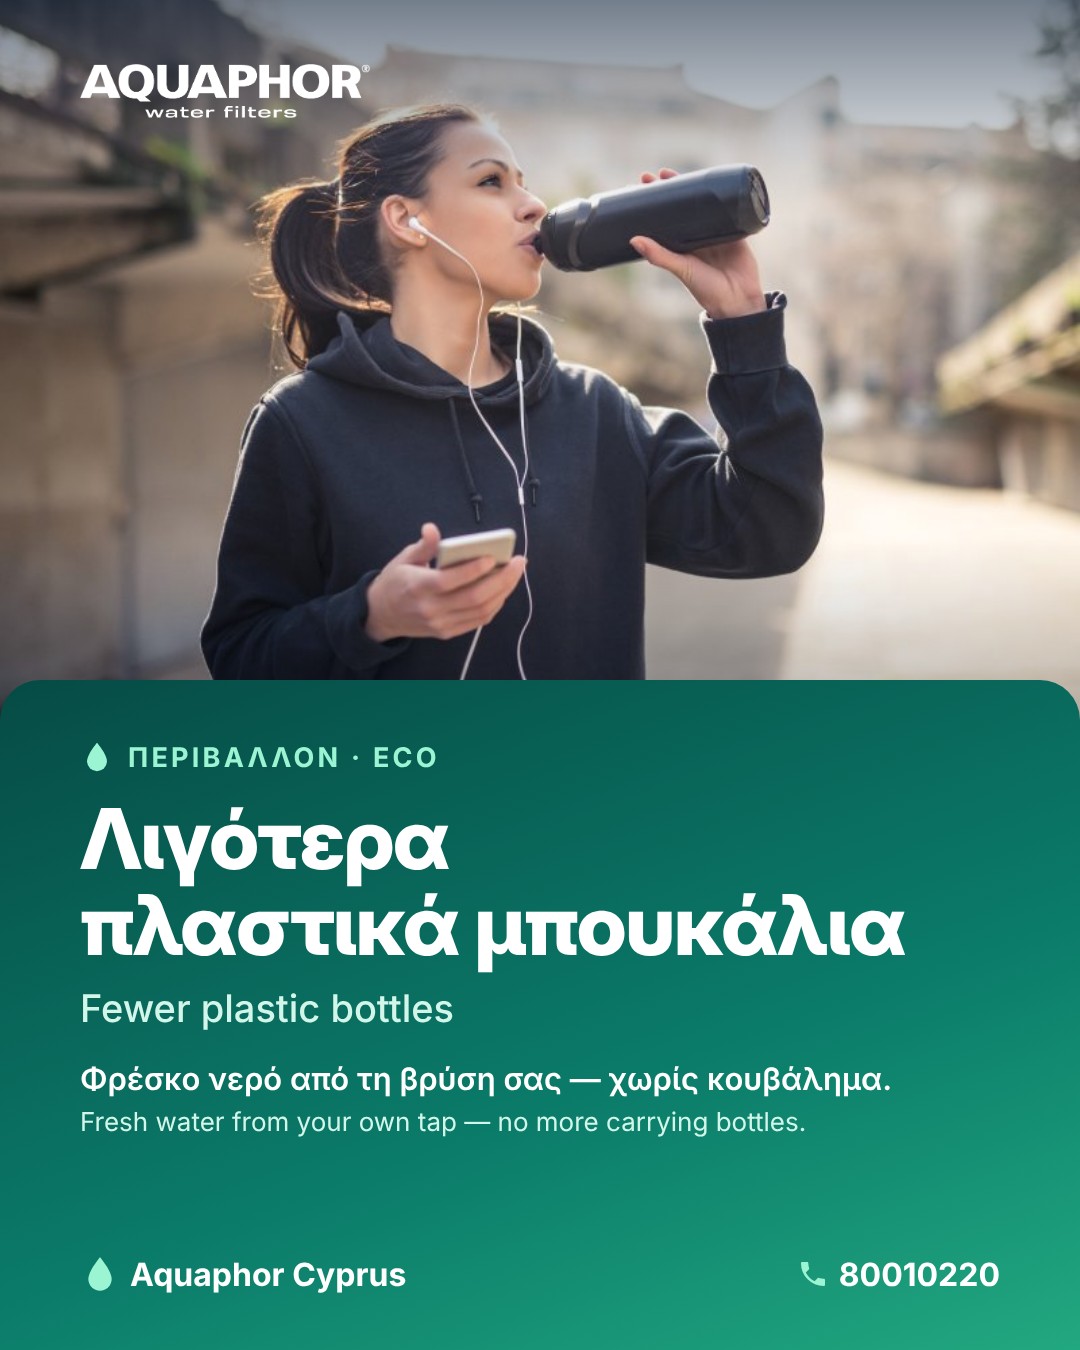 AQUAPHOR®
water filters
ΠΕΡΙΒΑΛΛΟΝ · ECO
Λιγότερα
πλαστικά μπουκάλια
Fewer plastic bottles
Φρέσκο νερό από τη βρύση σας — χωρίς κουβάλημα.
Fresh water from your own tap — no more carrying bottles.
Aquaphor Cyprus
80010220